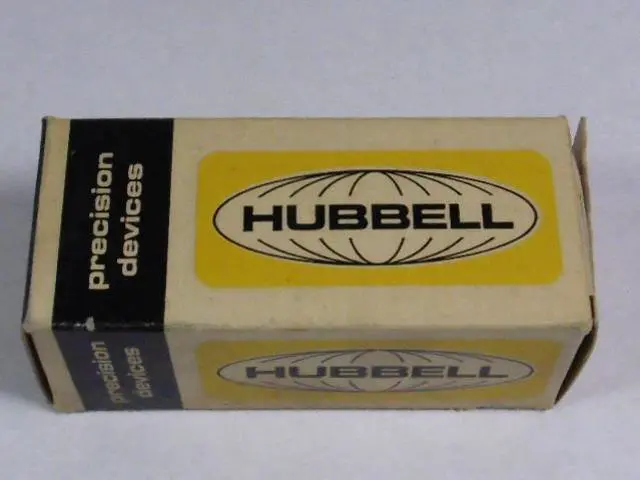 precision
devices
HUBBELL
precision
devices
HUBBELL